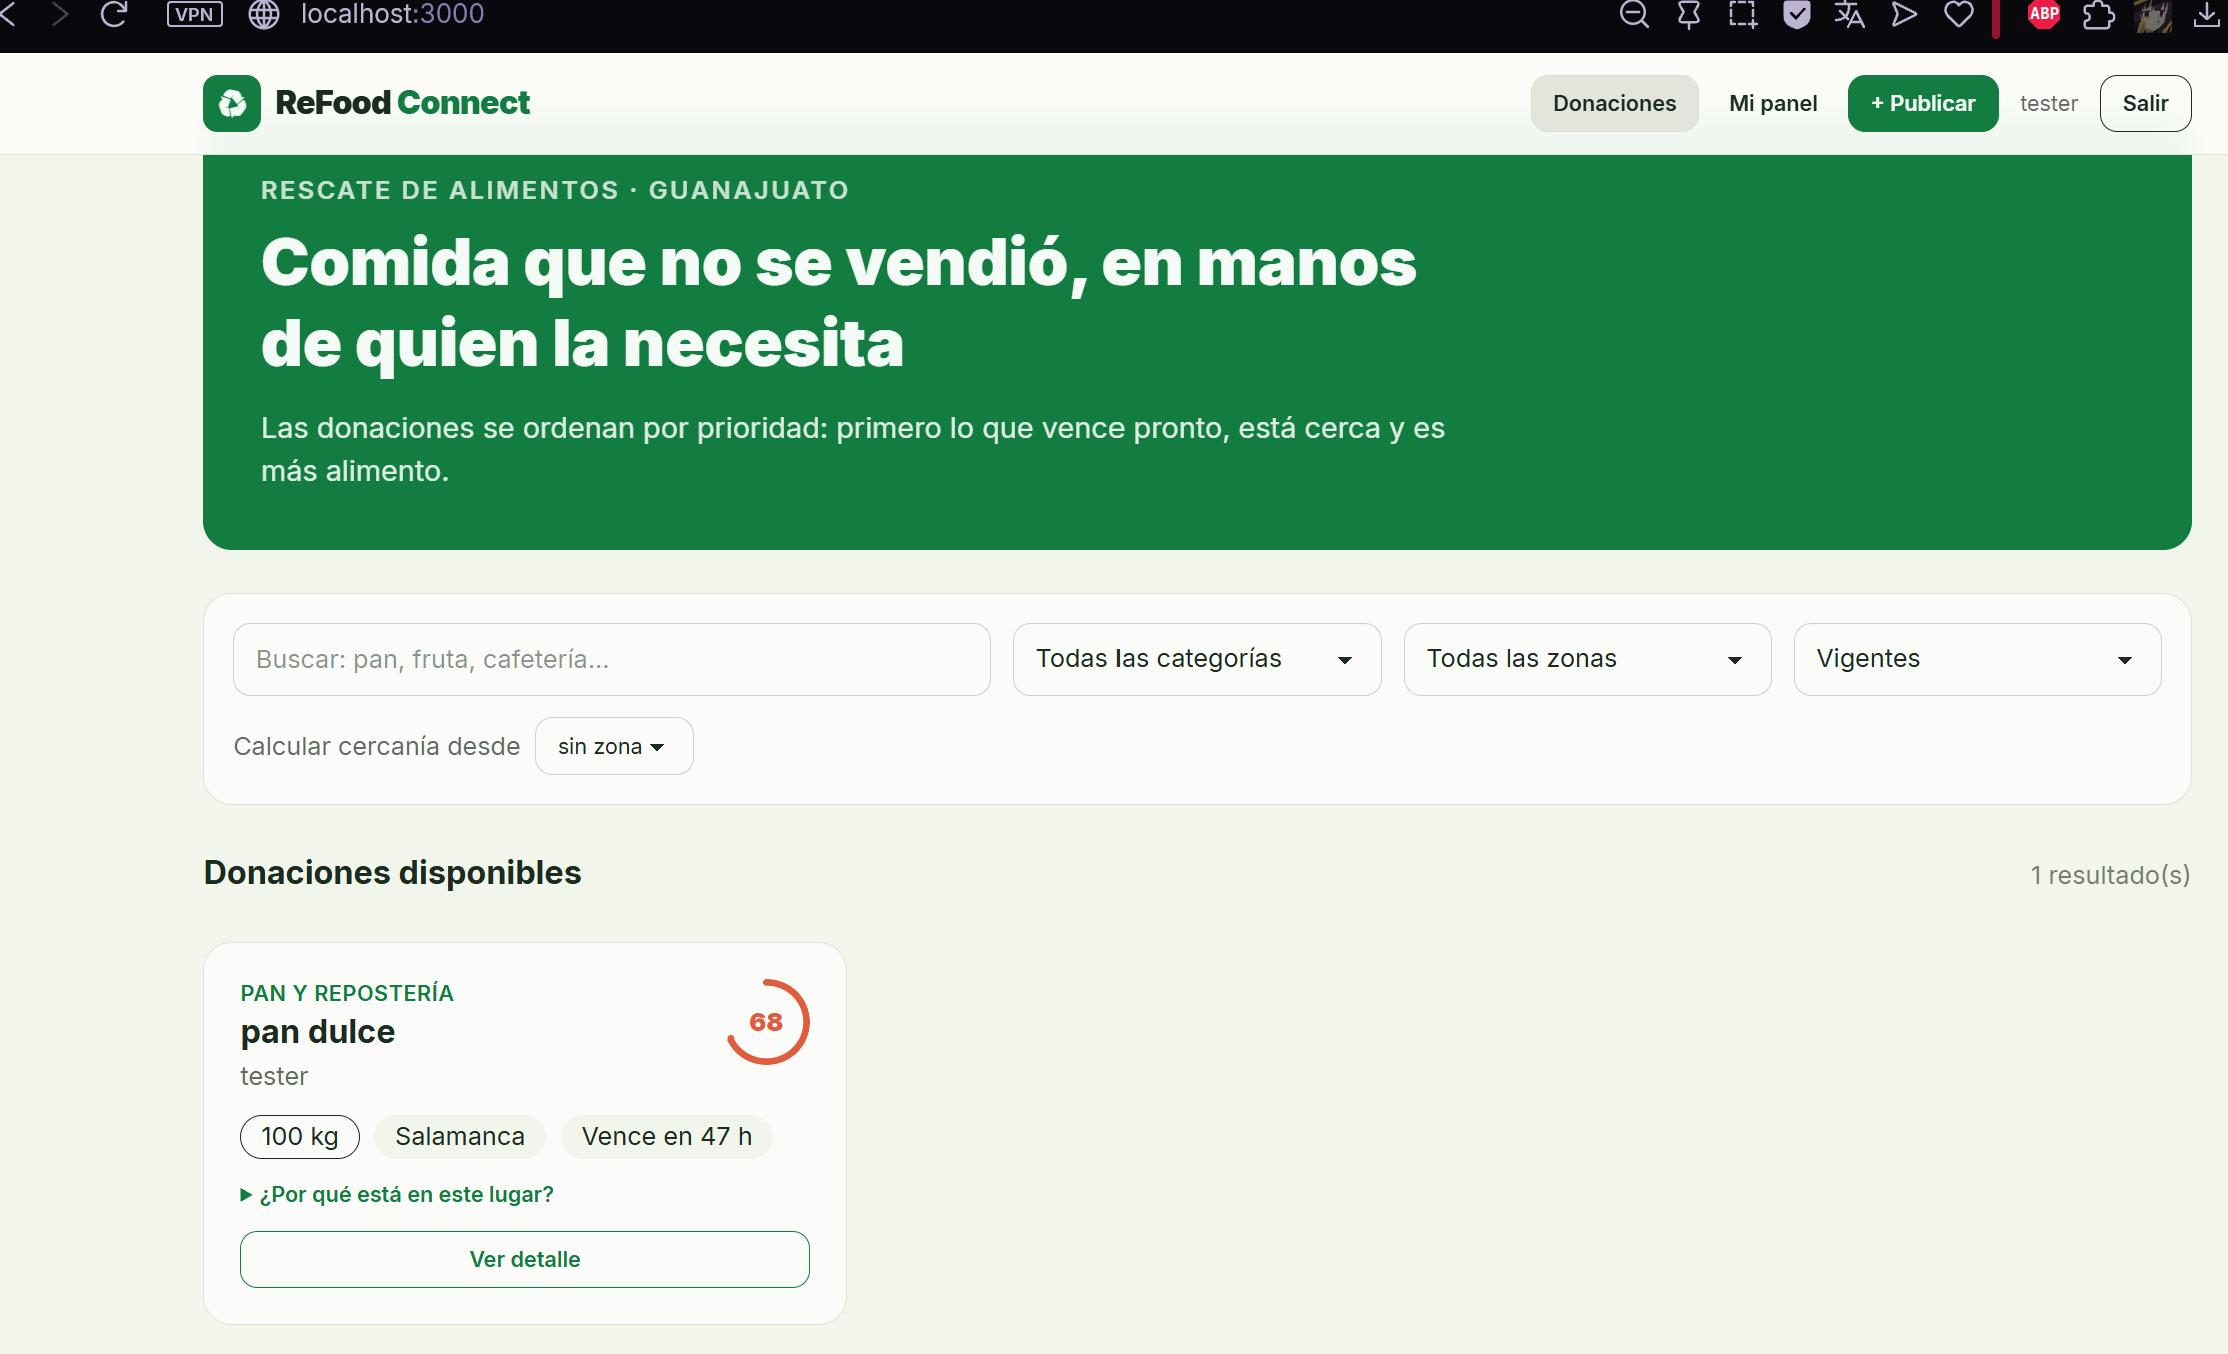 VPN
localhost:3000
ABP
ReFood Connect
Donaciones
Mi panel
+ Publicar
tester
Salir
RESCATE DE ALIMENTOS · GUANAJUATO
Comida que no se vendió, en manos
de quien la necesita
Las donaciones se ordenan por prioridad: primero lo que vence pronto, está cerca y es
más alimento.
Buscar: pan, fruta, cafetería...
Todas las categorías
Todas las zonas
Vigentes
Calcular cercanía desde
sin zona
Donaciones disponibles
1 resultado(s)
PAN Y REPOSTERÍA
pan dulce
68
tester
100 kg
Salamanca
Vence en 47 h
¿Por qué está en este lugar?
Ver detalle